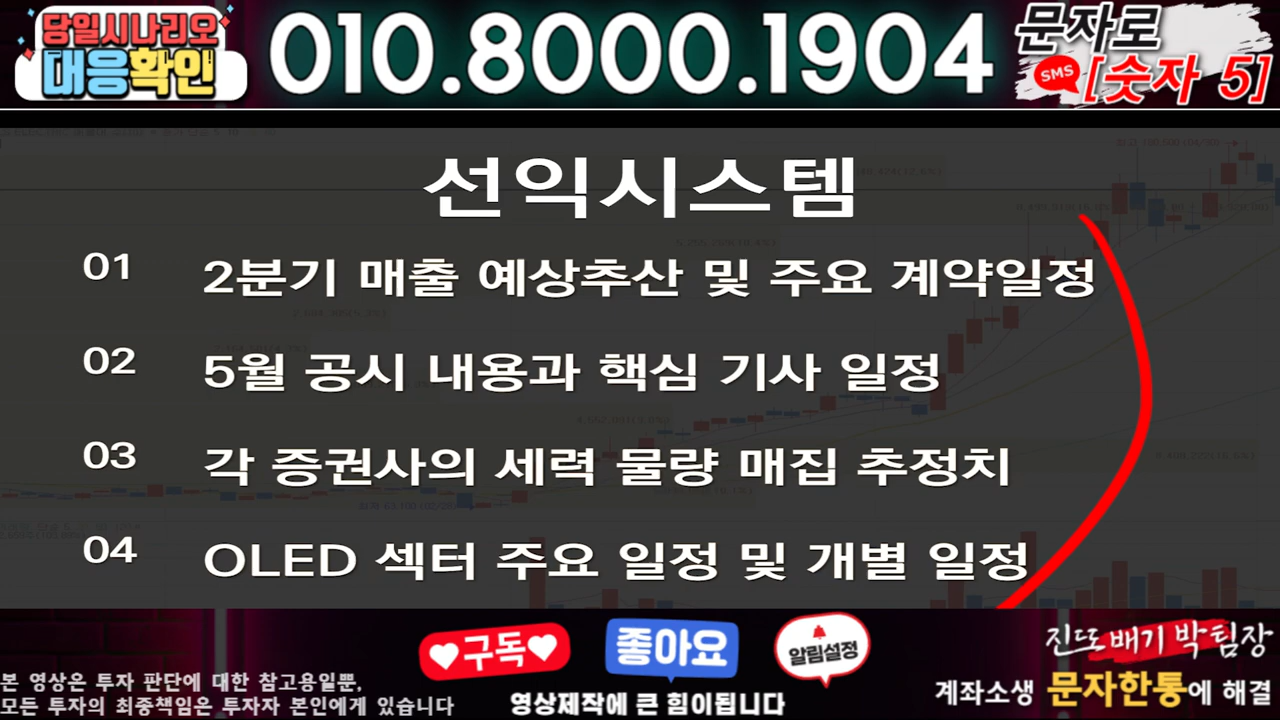 당일시나리오
대응확인
010.8000.1904
문자로
SMS [숫자 5]
선익시스템
01 2분기 매출 예상추산 및 주요 계약일정
02 5월 공시 내용과 핵심 기사 일정
03 각 증권사의 세력 물량 매집 추정치
04 OLED 섹터 주요 일정 및 개별 일정
구독
좋아요
알림설정
영상제작에 큰 힘이됩니다
본 영상은 투자 판단에 대한 참고용일뿐,
모든 투자의 최종책임은 투자자 본인에게 있습니다
진또배기 박팀장
계좌소생 문자한통에 해결